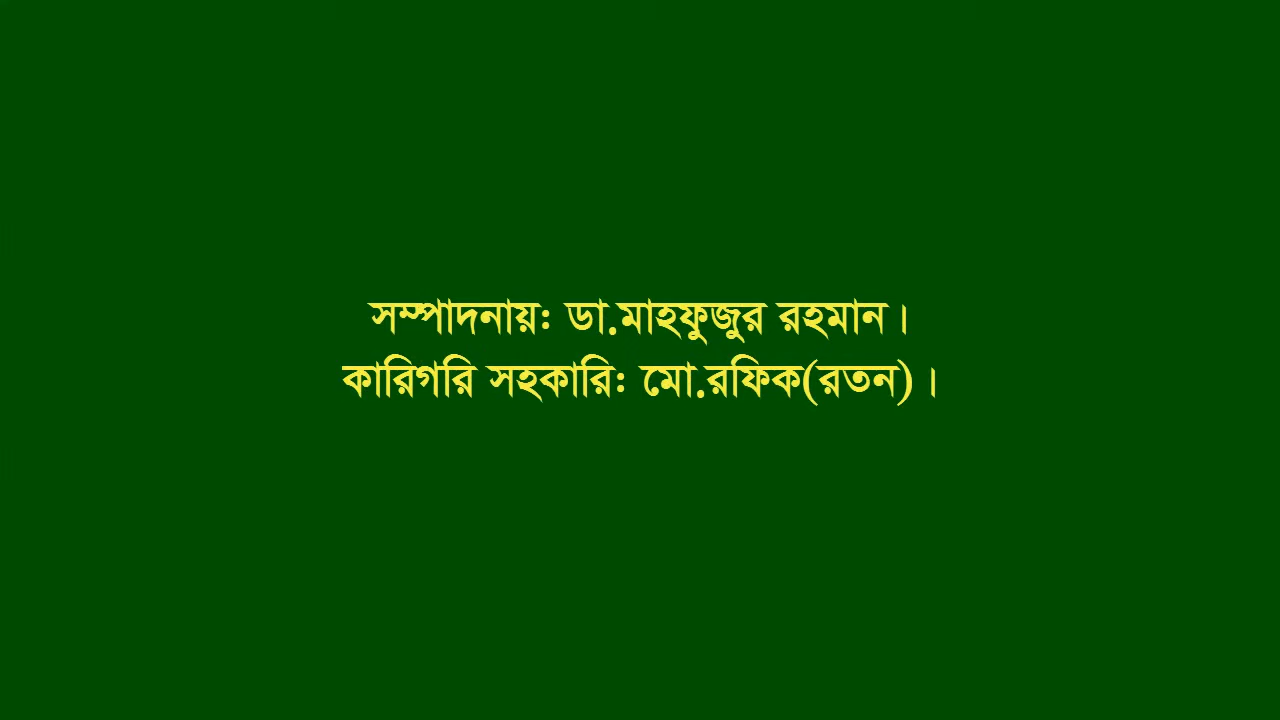 সম্পাদনায়ঃ ডা.মাহফুজুর রহমান।
কারিগরি সহকারিঃ মো.রফিক(রতন)।